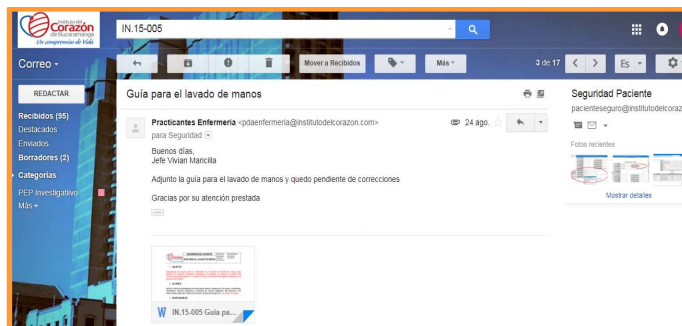 Instituto del
Corazón
de Bucaramanga
Un compromiso de Vida
IN.15-005
Correo
Mover a Recibidos
Más
3 de 17
Es
REDACTAR
Recibidos (95)
Destacados
Enviados
Borradores (2)
Categorías
PEP Investigativo
Más
Guía para el lavado de manos
Practicantes Enfermeria <pdaenfermeria@institutodelcorazon.com>
24 ago.
para Seguridad
Buenos días,
Jefe Vivian Mancilla
Adjunto la guía para el lavado de manos y quedo pendiente de correcciones
Gracias por su atención prestada
W IN.15-005 Guía pa...
Seguridad Paciente
pacienteseguro@institutodelcoraz
Fotos recientes
Mostrar detalles